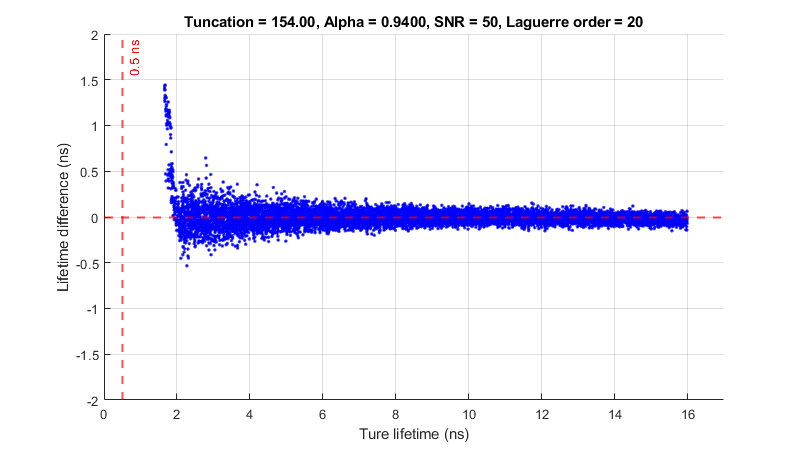 Tuncation = 154.00, Alpha = 0.9400, SNR = 50, Laguerre order = 20
2
1.5
1
0.5
0
-0.5
-1
-1.5
-2
Lifetime difference (ns)
0.5 ns
0 2 4 6 8 10 12 14 16
Ture lifetime (ns)